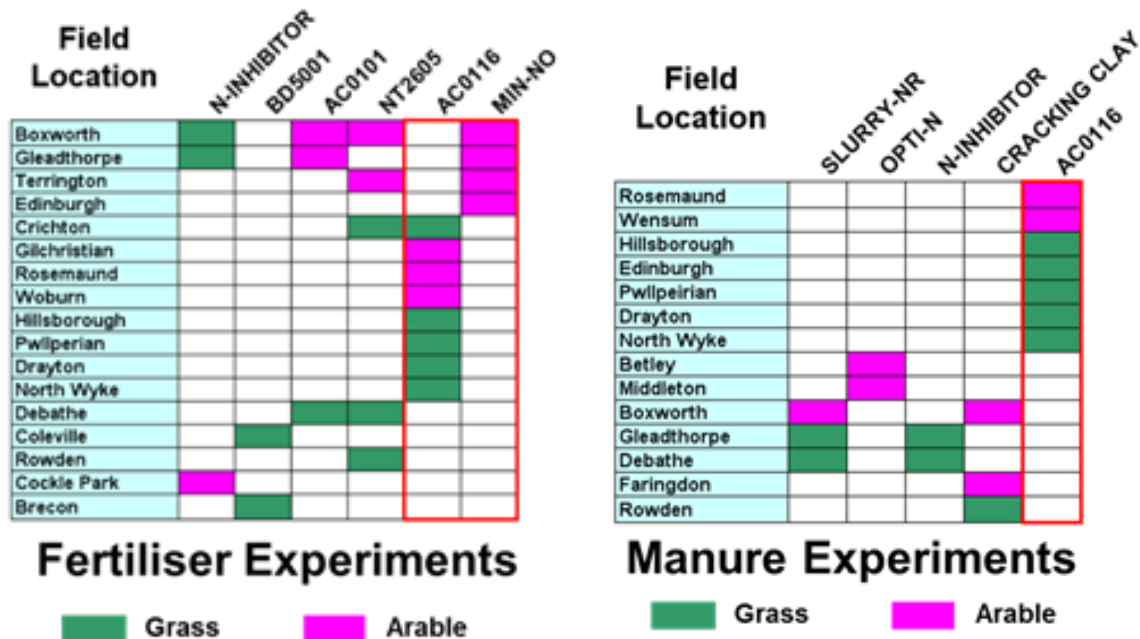 Field
Location
N-INHIBITOR
BD5001
AC0101
NT2605
AC0116
MIN-NO
Boxworth
Gleadthorpe
Terrington
Edinburgh
Crichton
Gilchristian
Rosemaund
Woburn
Hillsborough
Pwllperian
Drayton
North Wyke
Debathe
Coleville
Rowden
Cockle Park
Brecon
Fertiliser Experiments
Grass
Arable
Field
Location
SLURRY-NR
OPTI-N
N-INHIBITOR
CRACKING CLAY
AC0116
Rosemaund
Wensum
Hillsborough
Edinburgh
Pwllpeirian
Drayton
North Wyke
Betley
Middleton
Boxworth
Gleadthorpe
Debathe
Faringdon
Rowden
Manure Experiments
Grass
Arable